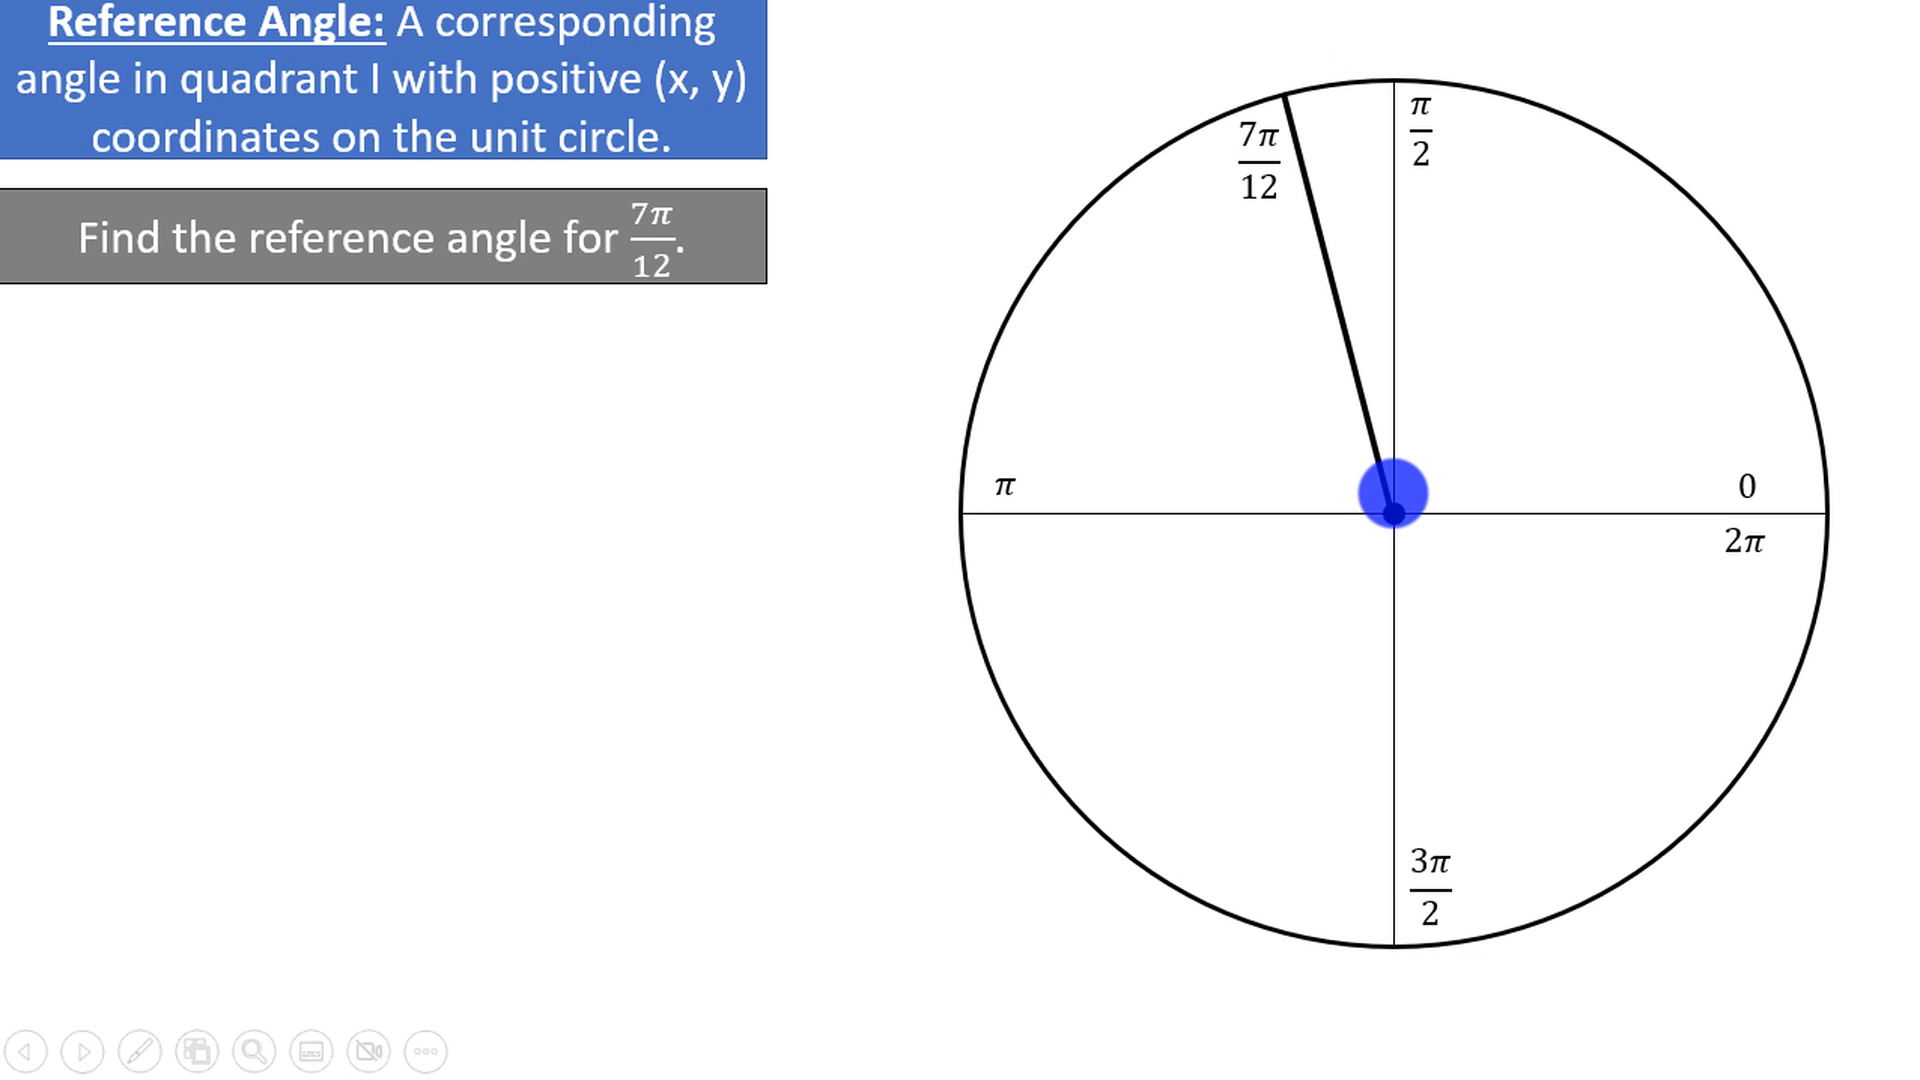 Reference Angle: A corresponding
angle in quadrant I with positive (x, y)
coordinates on the unit circle.
Find the reference angle for 7π/12.
π/2
7π/12
π
0
2π
3π/2